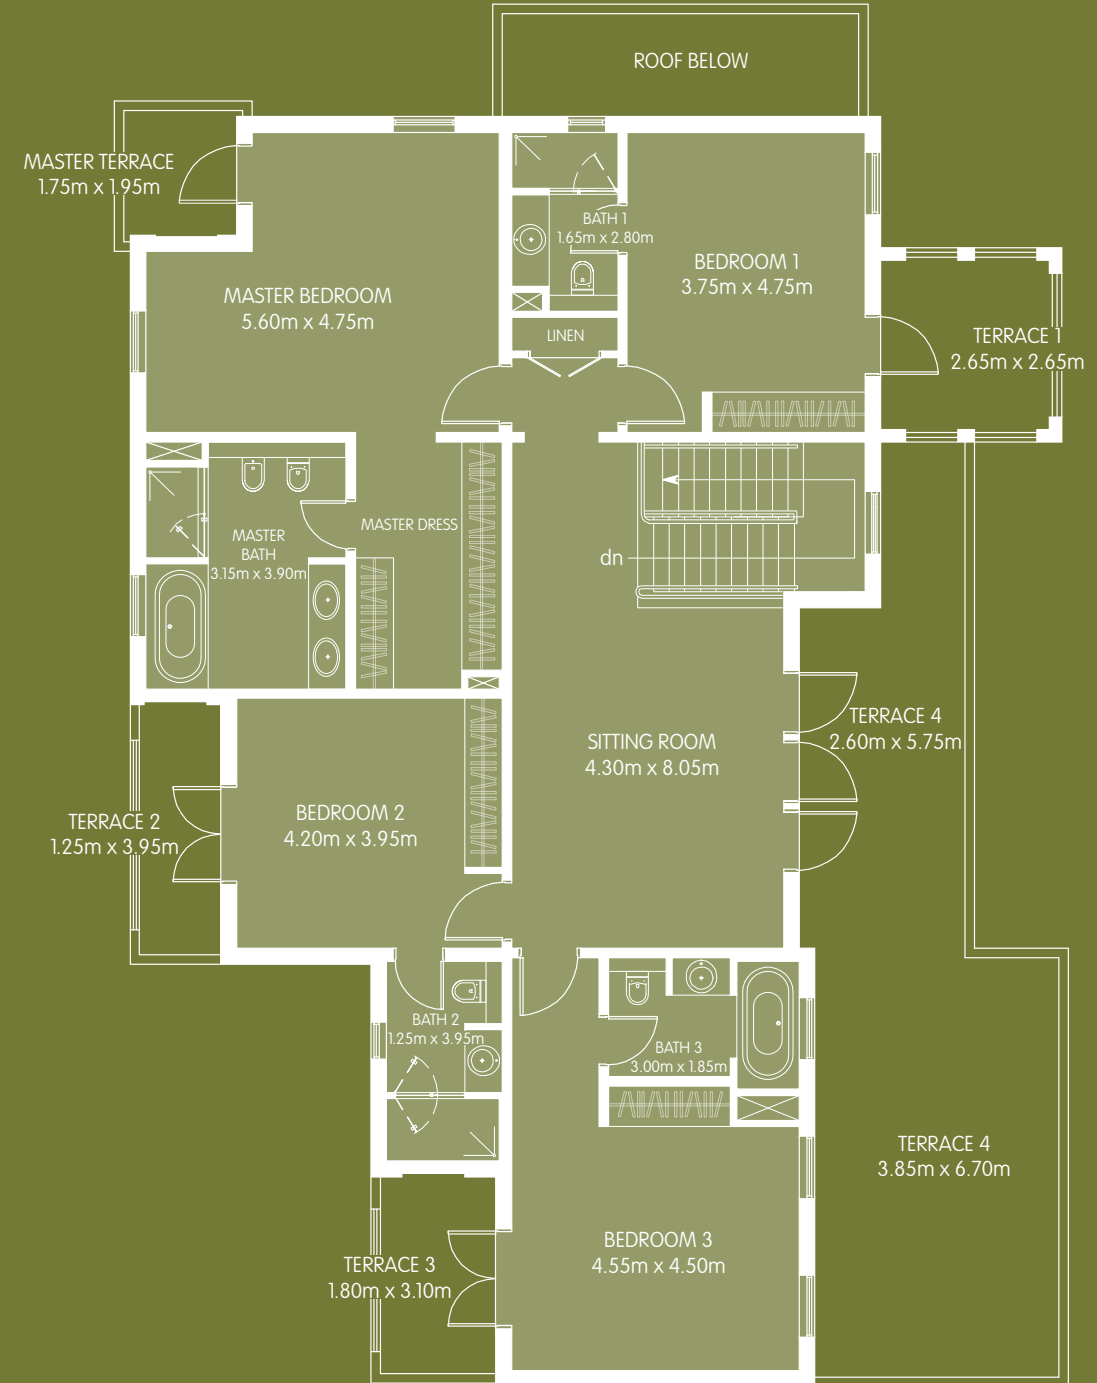 ROOF BELOW
MASTER TERRACE
1.75m x 1.95m
BATH 1
1.65m x 2.80m
BEDROOM 1
3.75m x 4.75m
MASTER BEDROOM
5.60m x 4.75m
LINEN
TERRACE 1
2.65m x 2.65m
MASTER DRESS
MASTER
BATH
3.15m x 3.90m
dn
TERRACE 4
2.60m x 5.75m
SITTING ROOM
4.30m x 8.05m
BEDROOM 2
4.20m x 3.95m
TERRACE 2
1.25m x 3.95m
BATH 2
1.25m x 3.95m
BATH 3
3.00m x 1.85m
TERRACE 4
3.85m x 6.70m
BEDROOM 3
4.55m x 4.50m
TERRACE 3
1.80m x 3.10m